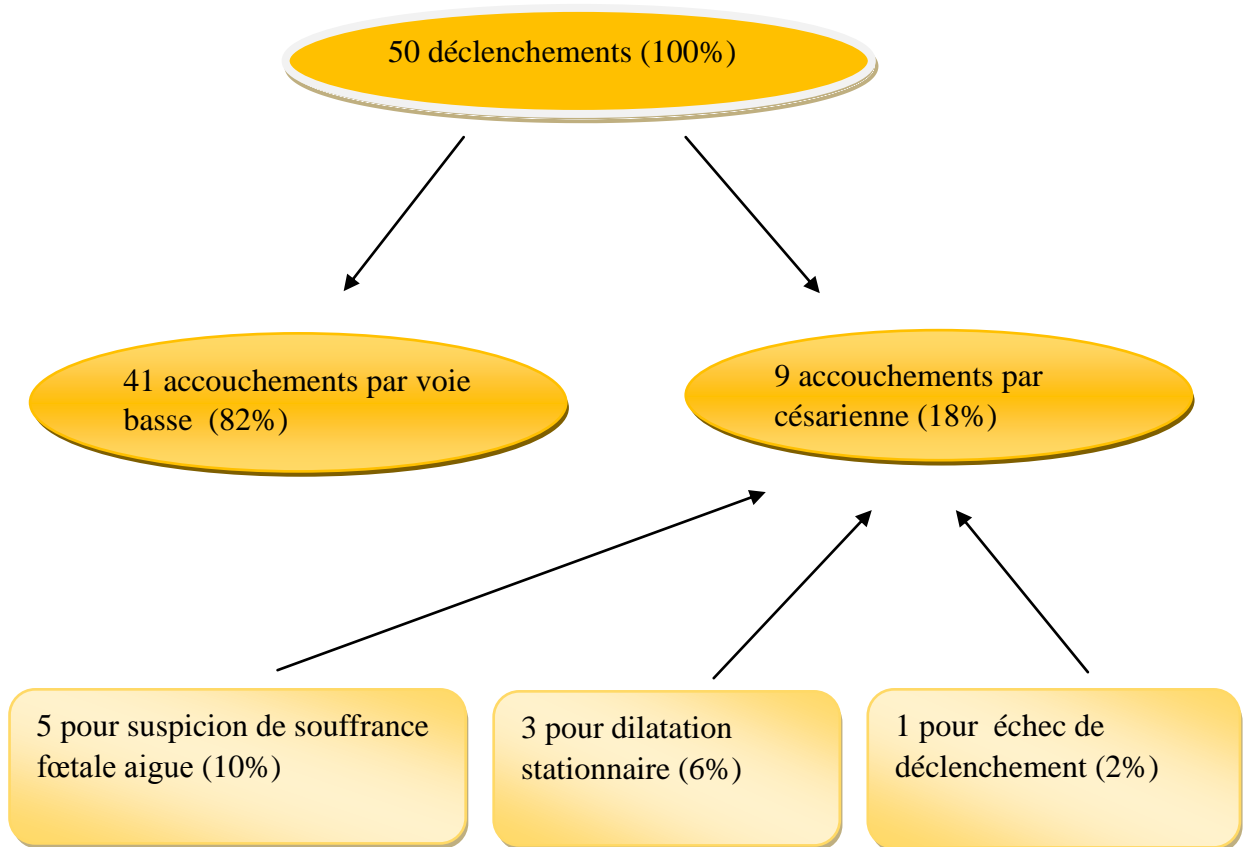 50 déclenchements (100%)
41 accouchements par voie
basse (82%)
9 accouchements par
césarienne (18%)
5 pour suspicion de souffrance
fœtale aigue (10%)
3 pour dilatation
stationnaire (6%)
1 pour échec de
déclenchement (2%)